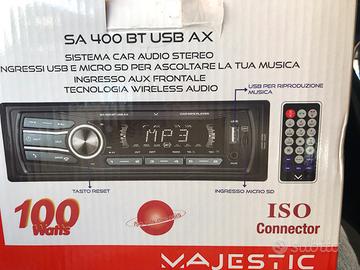 SA 400 BT USB AX
SISTEMA CAR AUDIO STEREO
INGRESSI USB E MICRO SD PER ASCOLTARE LA TUA MUSICA
INGRESSO AUX FRONTALE
TECNOLOGIA WIRELESS AUDIO
USB PER RIPRODUZIONE
MUSICA
MP3
TASTO RESET
INGRESSO MICRO SD
100
Watts
ISO
Connector
MAJESTIC